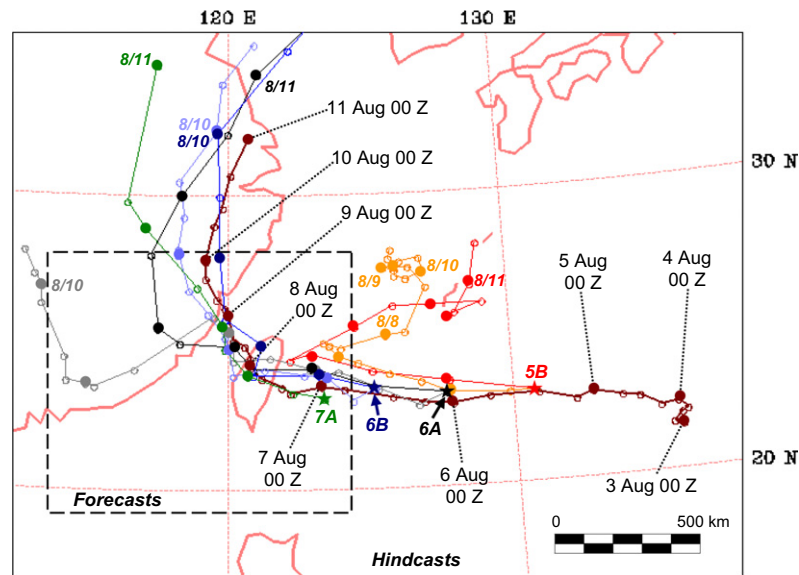 120 E
130 E
8/11
8/11
8/10
8/10
11 Aug 00 Z
10 Aug 00 Z
30 N
9 Aug 00 Z
8/10
8 Aug
00 Z
8/9
8/10
8/11
8/8
5 Aug
00 Z
4 Aug
00 Z
5B
7A
6B
6A
7 Aug
00 Z
6 Aug
00 Z
3 Aug 00 Z
20 N
Forecasts
Hindcasts
0
500 km